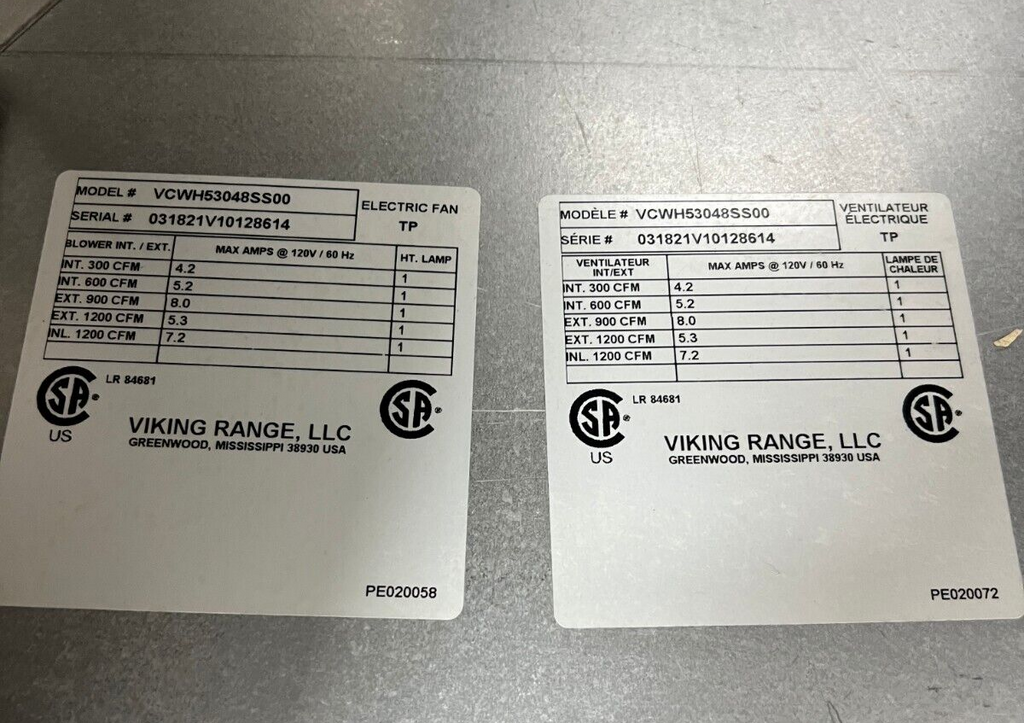 MODEL # VCWH53048SS00
SERIAL # 031821V10128614
ELECTRIC FAN
TP
BLOWER INT. / EXT. MAX AMPS @ 120V / 60 Hz HT. LAMP
INT. 300 CFM 4.2 1
INT. 600 CFM 5.2 1
EXT. 900 CFM 8.0 1
EXT. 1200 CFM 5.3 1
INL. 1200 CFM 7.2 1
SA ®
US
LR 84681
SA ®
VIKING RANGE, LLC
GREENWOOD, MISSISSIPPI 38930 USA
PE020058
MODÈLE # VCWH53048SS00
SÉRIE # 031821V10128614
VENTILATEUR
ÉLECTRIQUE
TP
VENTILATEUR
INT/EXT
MAX AMPS @ 120V / 60 Hz
LAMPE DE
CHALEUR
INT. 300 CFM 4.2 1
INT. 600 CFM 5.2 1
EXT. 900 CFM 8.0 1
EXT. 1200 CFM 5.3 1
INL. 1200 CFM 7.2 1
SA ®
US
LR 84681
SA ®
VIKING RANGE, LLC
GREENWOOD, MISSISSIPPI 38930 USA
PE020072